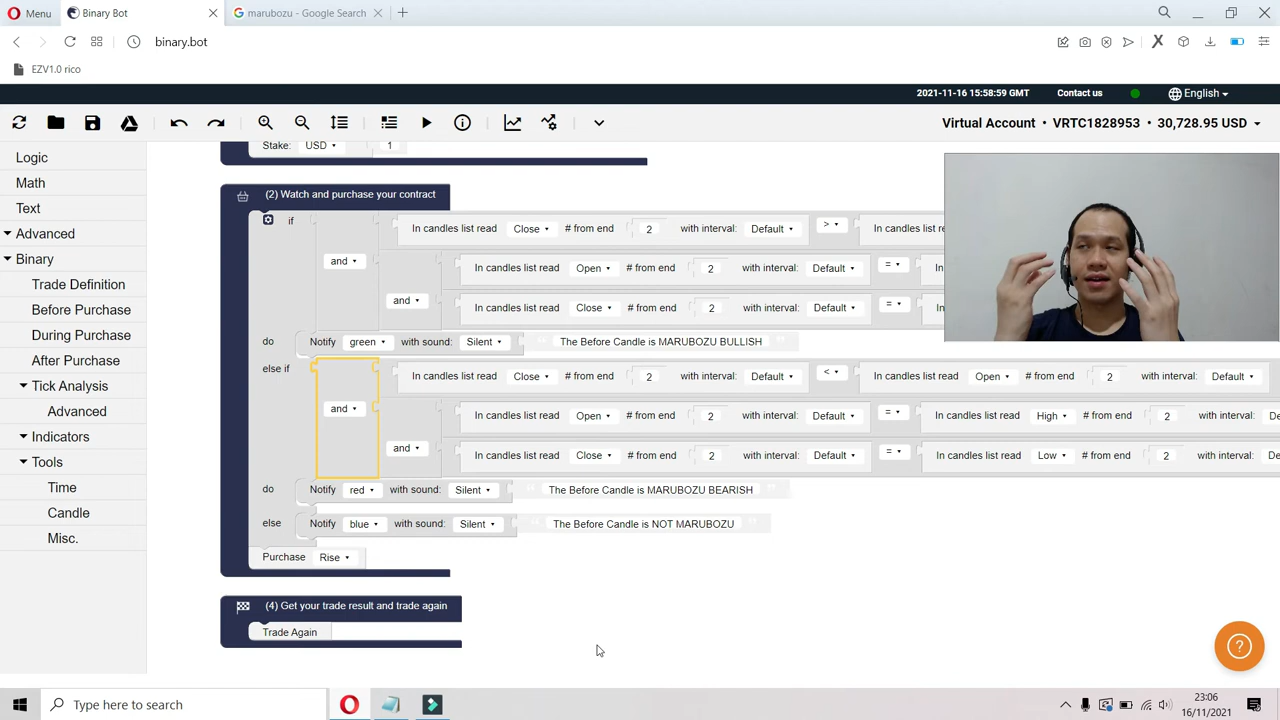 Menu
Binary Bot
marubozu - Google Search
binary.bot
EZV1.0 rico
2021-11-16 15:58:59 GMT
Contact us
English
Virtual Account • VRTC1828953 • 30,728.95 USD
Logic
Math
Text
Advanced
Binary
Trade Definition
Before Purchase
During Purchase
After Purchase
Tick Analysis
Advanced
Indicators
Tools
Time
Candle
Misc.
Stake: USD 1
(2) Watch and purchase your contract
if
In candles list read Close # from end 2 with interval: Default > In candles list re
and
In candles list read Open # from end 2 with interval: Default = In
and
In candles list read Close # from end 2 with interval: Default = In
do Notify green with sound: Silent The Before Candle is MARUBOZU BULLISH
else if
In candles list read Close # from end 2 with interval: Default < In candles list read Open # from end 2 with interval: Default
and
In candles list read Open # from end 2 with interval: Default = In candles list read High # from end 2 with interval: De
and
In candles list read Close # from end 2 with interval: Default = In candles list read Low # from end 2 with interval: De
do Notify red with sound: Silent The Before Candle is MARUBOZU BEARISH
else Notify blue with sound: Silent The Before Candle is NOT MARUBOZU
Purchase Rise
(4) Get your trade result and trade again
Trade Again
Type here to search
23:06
16/11/2021